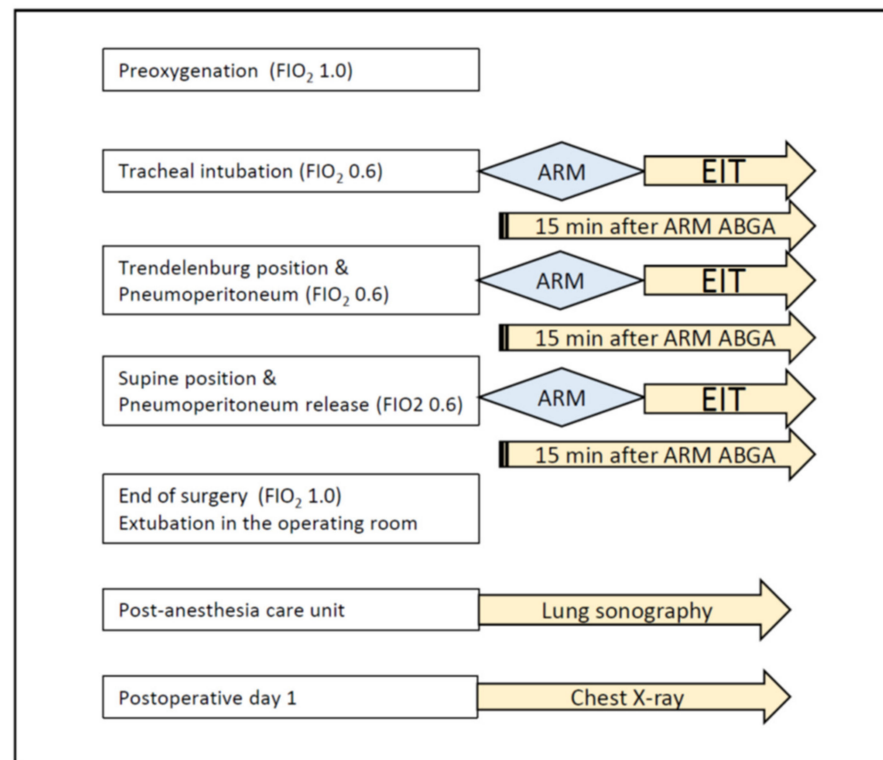 Preoxygenation (FIO₂ 1.0)
Tracheal intubation (FIO₂ 0.6)
ARM
EIT
15 min after ARM ABGA
Trendelenburg position &
Pneumoperitoneum (FIO₂ 0.6)
ARM
EIT
15 min after ARM ABGA
Supine position &
Pneumoperitoneum release (FIO2 0.6)
ARM
EIT
15 min after ARM ABGA
End of surgery (FIO₂ 1.0)
Extubation in the operating room
Post-anesthesia care unit
Lung sonography
Postoperative day 1
Chest X-ray